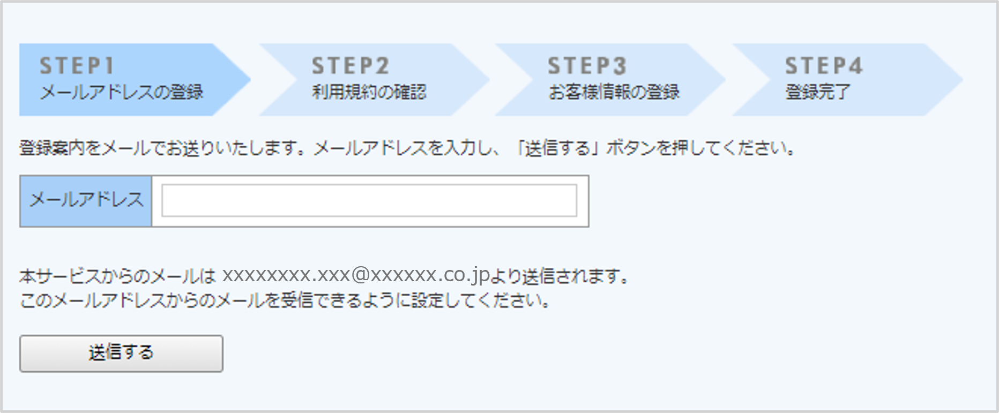 STEP1
メールアドレスの登録
STEP2
利用規約の確認
STEP3
お客様情報の登録
STEP4
登録完了
登録案内をメールでお送りいたします。メールアドレスを入力し、「送信する」ボタンを押してください。
メールアドレス
本サービスからのメールは xxxxxxxx.xxx@xxxxxx.co.jpより送信されます。
このメールアドレスからのメールを受信できるように設定してください。
送信する